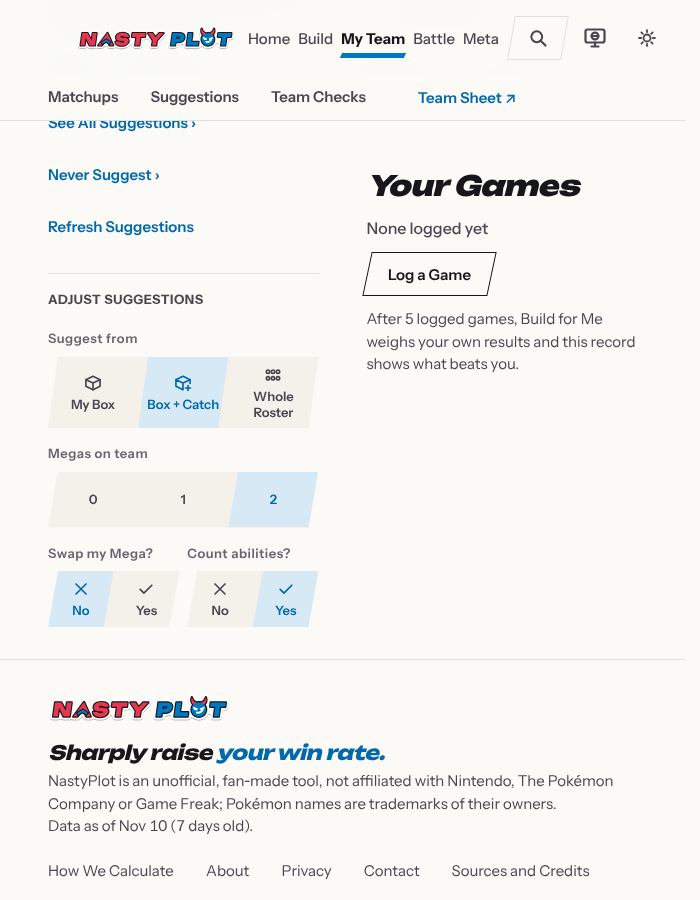 NASTY PLOT
Home Build My Team Battle Meta
Matchups Suggestions Team Checks Team Sheet ↗
See All Suggestions ›
Never Suggest ›
Refresh Suggestions
ADJUST SUGGESTIONS
Suggest from
My Box
Box + Catch
Whole
Roster
Megas on team
0 1 2
Swap my Mega? Count abilities?
No Yes No Yes
Your Games
None logged yet
Log a Game
After 5 logged games, Build for Me
weighs your own results and this record
shows what beats you.
NASTY PLOT
Sharply raise your win rate.
NastyPlot is an unofficial, fan-made tool, not affiliated with Nintendo, The Pokémon
Company or Game Freak; Pokémon names are trademarks of their owners.
Data as of Nov 10 (7 days old).
How We Calculate About Privacy Contact Sources and Credits